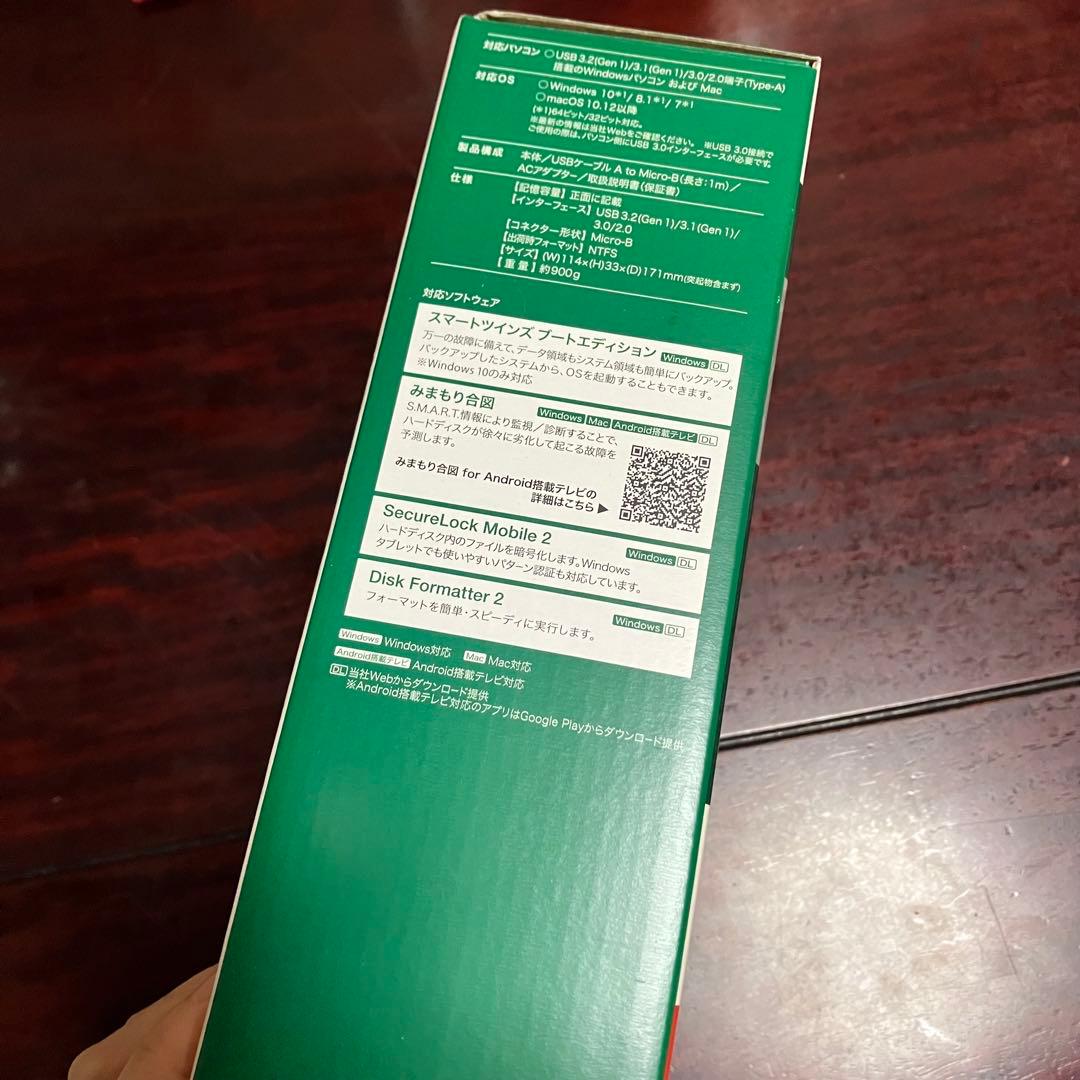 対応パソコン ○USB 3.2(Gen 1)/3.1(Gen 1)/3.0/2.0端子(Type-A)
搭載のWindowsパソコン および Mac
対応OS ○Windows 10*1/ 8.1*1/ 7*1
○macOS 10.12以降
(*1)64ビット/32ビット対応。
※最新の情報は当社Webをご確認ください。 ※USB 3.0接続で
ご使用の際は、パソコン側にUSB 3.0インターフェースが必要です。
製品構成 本体/USBケーブル A to Micro-B(長さ:1m)/
ACアダプター/取扱説明書(保証書)
仕様 【記憶容量】正面に記載
【インターフェース】USB 3.2(Gen 1)/3.1(Gen 1)/
3.0/2.0
【コネクター形状】Micro-B
【出荷時フォーマット】NTFS
【サイズ】(W)114×(H)33×(D)171mm(突起物含まず)
【重量】約900g
対応ソフトウェア
スマートツインズ ブートエディション Windows DL
万一の故障に備えて、データ領域もシステム領域も簡単にバックアップ。
バックアップしたシステムから、OSを起動することもできます。
※Windows 10のみ対応
みまもり合図 Windows Mac Android搭載テレビ DL
S.M.A.R.T.情報により監視/診断することで、
ハードディスクが徐々に劣化して起こる故障を
予測します。
みまもり合図 for Android搭載テレビの
詳細はこちら▶
SecureLock Mobile 2 Windows DL
ハードディスク内のファイルを暗号化します。Windows
タブレットでも使いやすいパターン認証も対応しています。
Disk Formatter 2 Windows DL
フォーマットを簡単・スピーディに実行します。
Windows Windows対応 Mac Mac対応
Android搭載テレビ Android搭載テレビ対応
DL 当社Webからダウンロード提供
※Android搭載テレビ対応のアプリはGoogle Playからダウンロード提供